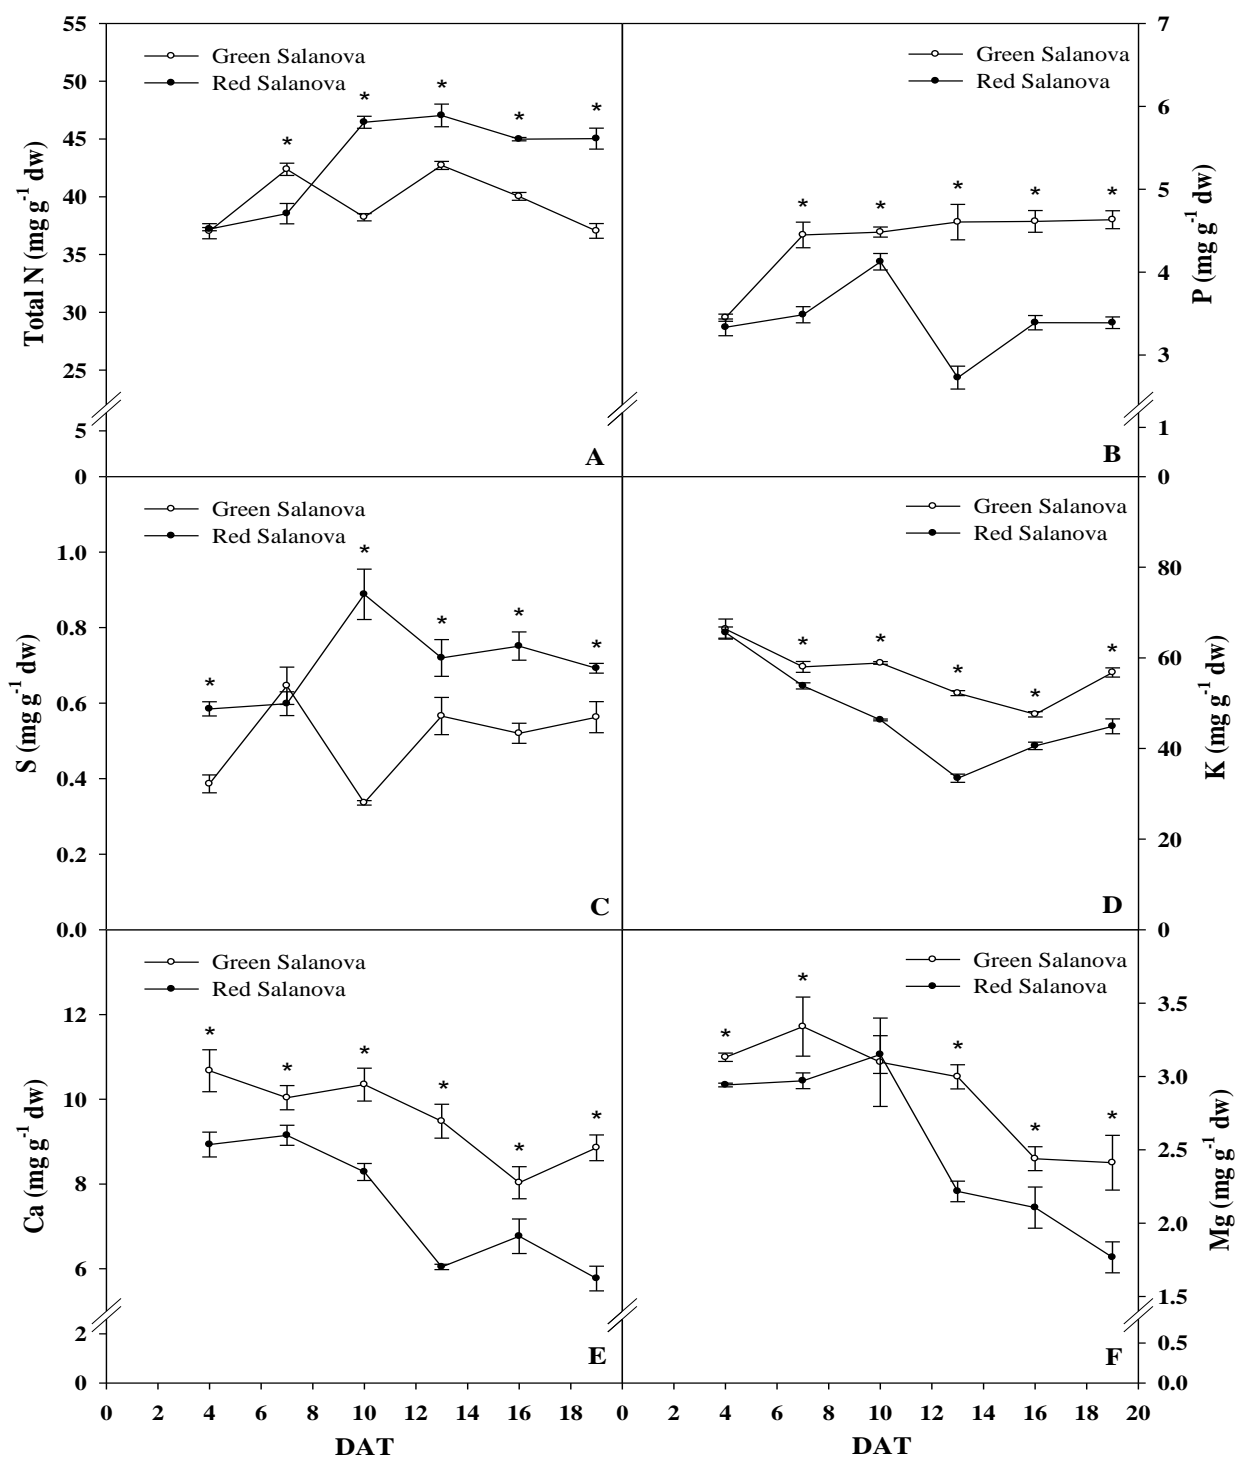 55
50
45
40
35
30
25
5
0
Total N (mg g-1 dw)
Green Salanova
Red Salanova
* * * * *
A
7
6
5
4
3
1
0
P (mg g-1 dw)
Green Salanova
Red Salanova
* * * * *
B
1.0
0.8
0.6
0.4
0.2
0.0
S (mg g-1 dw)
Green Salanova
Red Salanova
* * * * *
C
80
60
40
20
0
K (mg g-1 dw)
Green Salanova
Red Salanova
* * * * *
D
12
10
8
6
2
0
Ca (mg g-1 dw)
Green Salanova
Red Salanova
* * * * * *
E
0 2 4 6 8 10 12 14 16 18
DAT
3.5
3.0
2.5
2.0
1.5
0.5
0.0
Mg (mg g-1 dw)
Green Salanova
Red Salanova
* * * * *
F
0 2 4 6 8 10 12 14 16 18 20
DAT